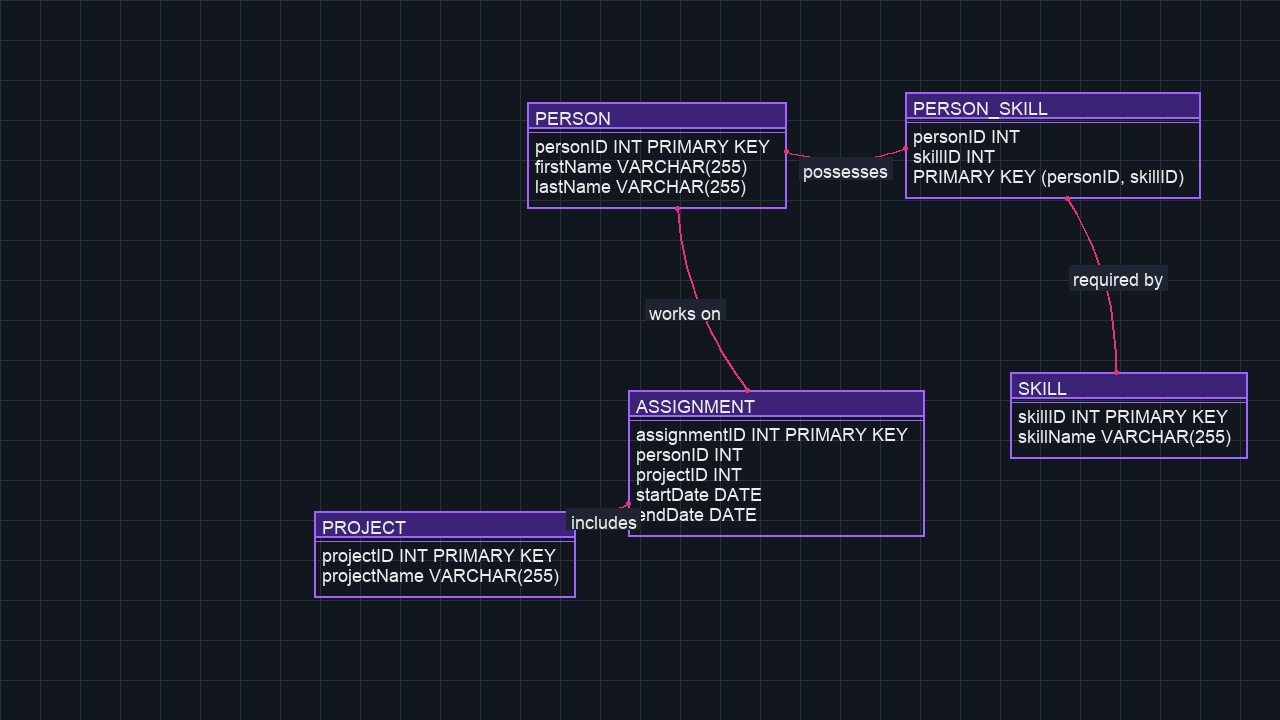 PERSON
personID INT PRIMARY KEY
firstName VARCHAR(255)
lastName VARCHAR(255)
possesses
PERSON_SKILL
personID INT
skillID INT
PRIMARY KEY (personID, skillID)
works on
required by
ASSIGNMENT
assignmentID INT PRIMARY KEY
personID INT
projectID INT
startDate DATE
endDate DATE
SKILL
skillID INT PRIMARY KEY
skillName VARCHAR(255)
includes
PROJECT
projectID INT PRIMARY KEY
projectName VARCHAR(255)